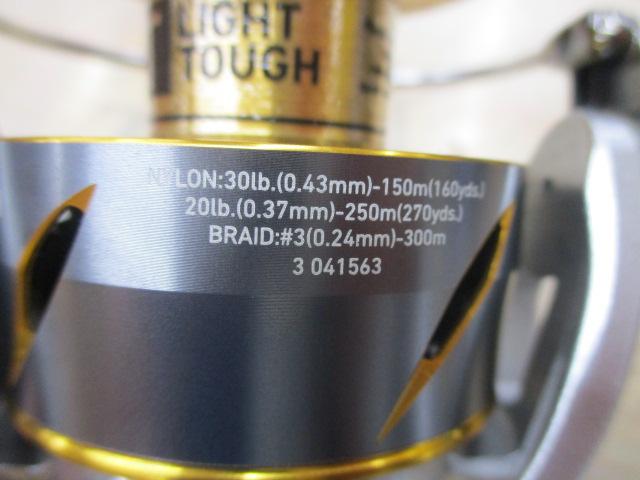 LIGHT
TOUGH
NYLON:30lb.(0.43mm)-150m(160yds.)
20lb.(0.37mm)-250m(270yds.)
BRAID:#3(0.24mm)-300m
3 041563